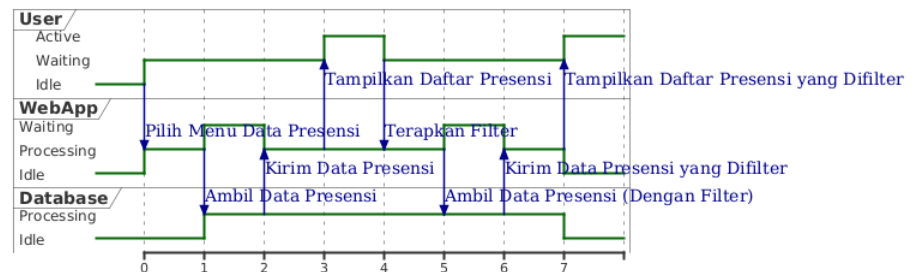 User
Active
Waiting
Idle
Tampilkan Daftar Presensi
Tampilkan Daftar Presensi yang Difilter
WebApp
Waiting
Pilih Menu Data Presensi
Terapkan Filter
Processing
Kirim Data Presensi
Kirim Data Presensi yang Difilter
Idle
Database
Ambil Data Presensi
Ambil Data Presensi (Dengan Filter)
Processing
Idle
0 1 2 3 4 5 6 7